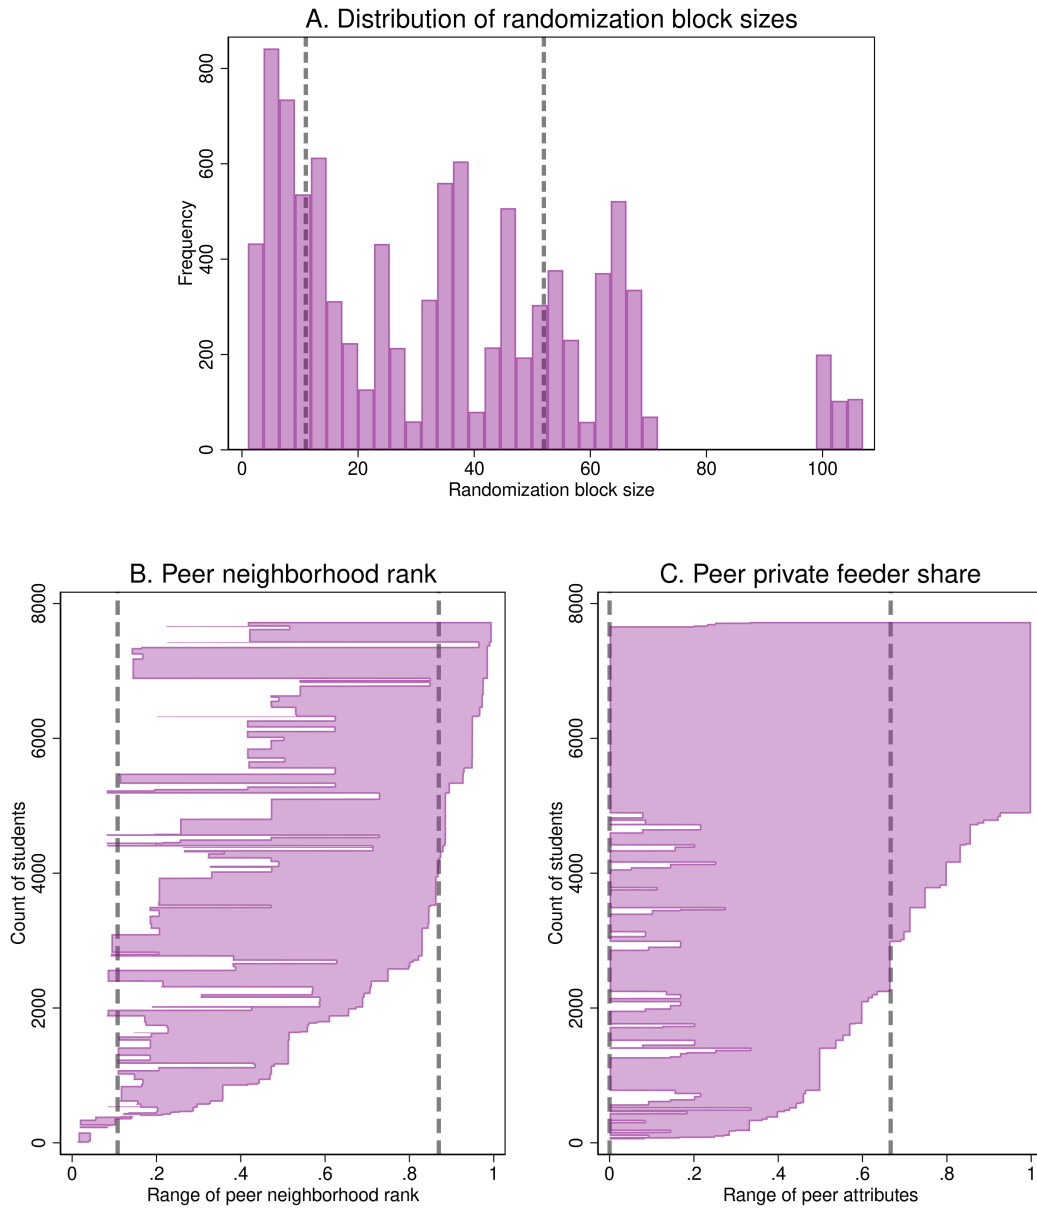 A. Distribution of randomization block sizes
Frequency
800
600
400
200
0
0 20 40 60 80 100
Randomization block size
B. Peer neighborhood rank
Count of students
8000
6000
4000
2000
0
0 .2 .4 .6 .8 1
Range of peer neighborhood rank
C. Peer private feeder share
Count of students
8000
6000
4000
2000
0
0 .2 .4 .6 .8 1
Range of peer attributes